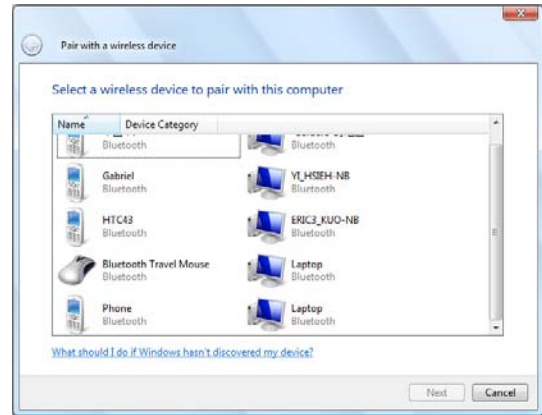 Pair with a wireless device
Select a wireless device to pair with this computer
Name Device Category
Bluetooth Bluetooth
Gabriel YI_HSIEH-NB
Bluetooth Bluetooth
HTC43 ERIC3_KUO-NB
Bluetooth Bluetooth
Bluetooth Travel Mouse Laptop
Bluetooth Bluetooth
Phone Laptop
Bluetooth Bluetooth
What should I do if Windows hasn't discovered my device?
Next Cancel